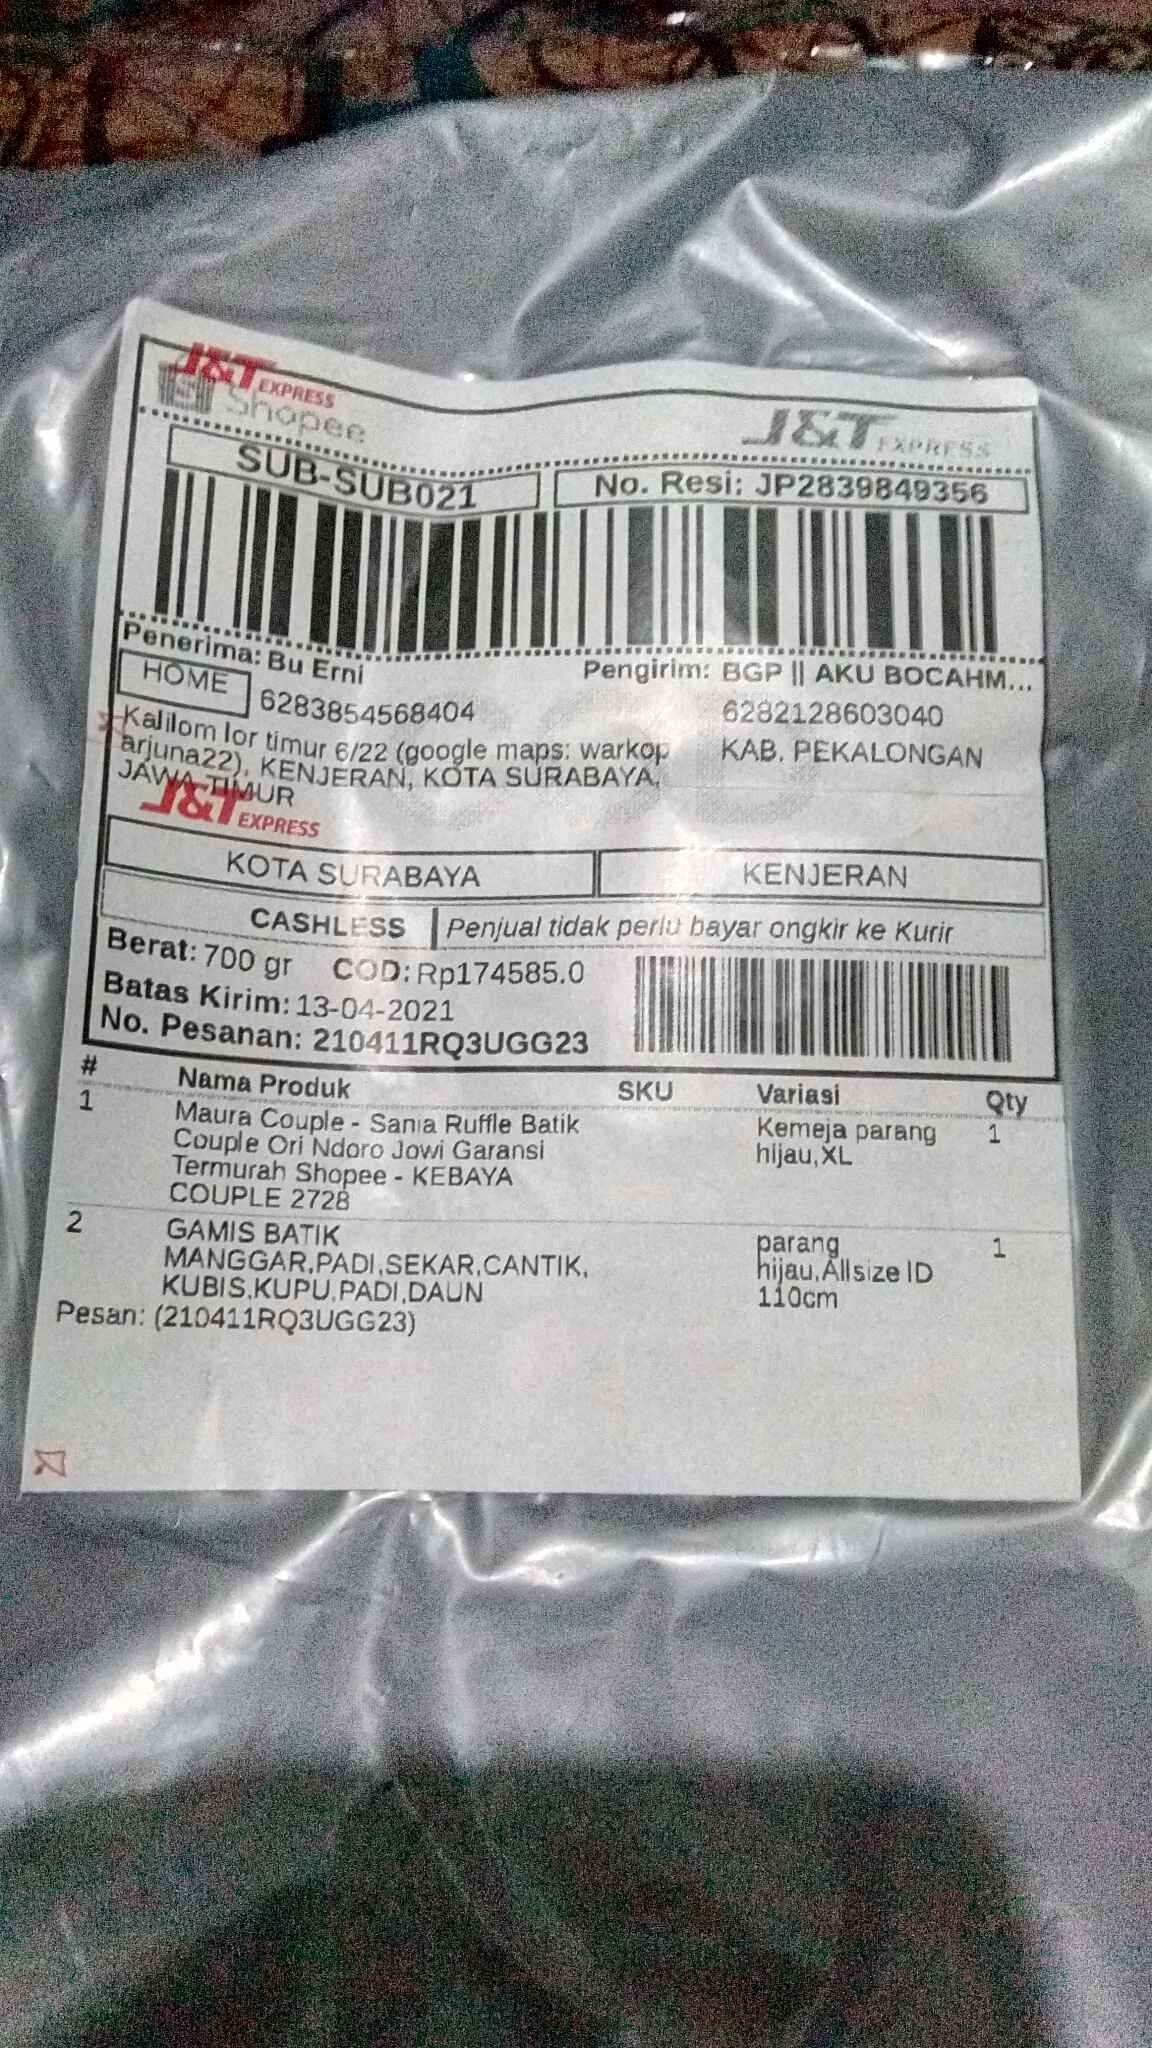 J&T EXPRESS
Shopee
J&T EXPRESS
SUB-SUB021
No. Resi: JP2839849356
Penerima: Bu Erni
HOME
6283854568404
Kalilom lor timur 6/22 (google maps: warkop
arjuna22), KENJERAN, KOTA SURABAYA,
JAWA TIMUR
Pengirim: BGP || AKU BOCAHM...
6282128603040
KAB. PEKALONGAN
J&T EXPRESS
KOTA SURABAYA
KENJERAN
CASHLESS
Penjual tidak perlu bayar ongkir ke Kurir
Berat: 700 gr COD: Rp174585.0
Batas Kirim: 13-04-2021
No. Pesanan: 210411RQ3UGG23
# Nama Produk SKU Variasi Qty
1 Maura Couple - Sania Ruffle Batik Kemeja parang 1
Couple Ori Ndoro Jowi Garansi hijau,XL
Termurah Shopee - KEBAYA
COUPLE 2728
2 GAMIS BATIK parang 1
MANGGAR,PADI,SEKAR,CANTIK, hijau,Allsize lD
KUBIS,KUPU,PADI,DAUN 110cm
Pesan: (210411RQ3UGG23)